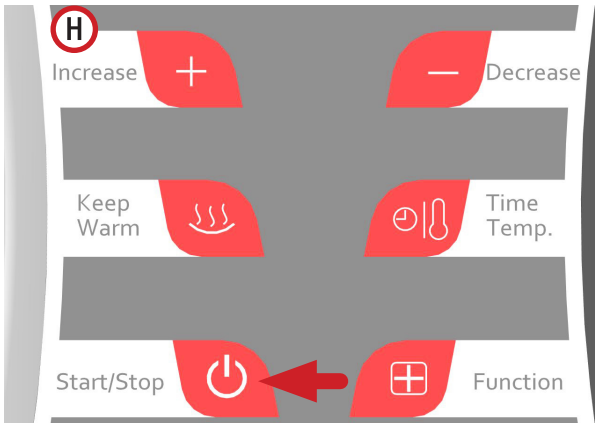 H
Increase
Decrease
Keep
Warm
Time
Temp.
Start/Stop
Function